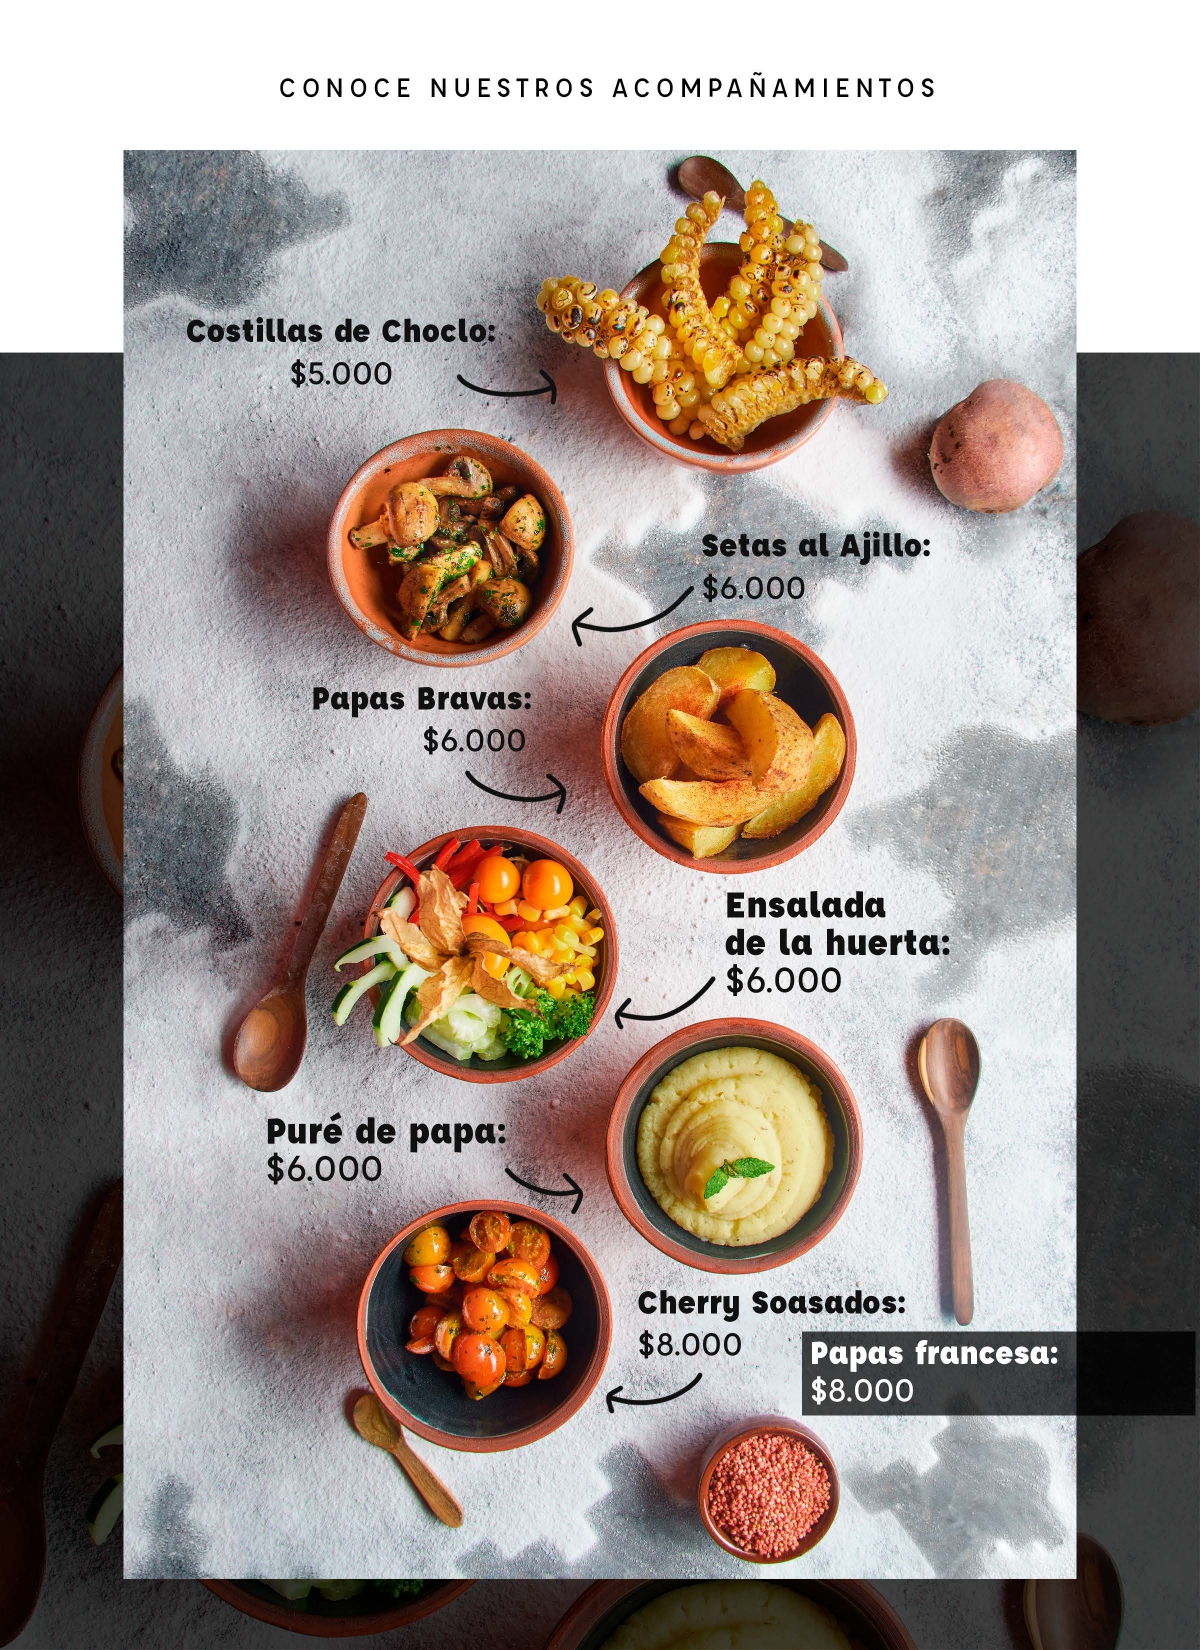 CONOCE NUESTROS ACOMPAÑAMIENTOS
Costillas de Choclo:
$5.000
Setas al Ajillo:
$6.000
Papas Bravas:
$6.000
Ensalada
de la huerta:
$6.000
Puré de papa:
$6.000
Cherry Soasados:
$8.000
Papas francesa:
$8.000